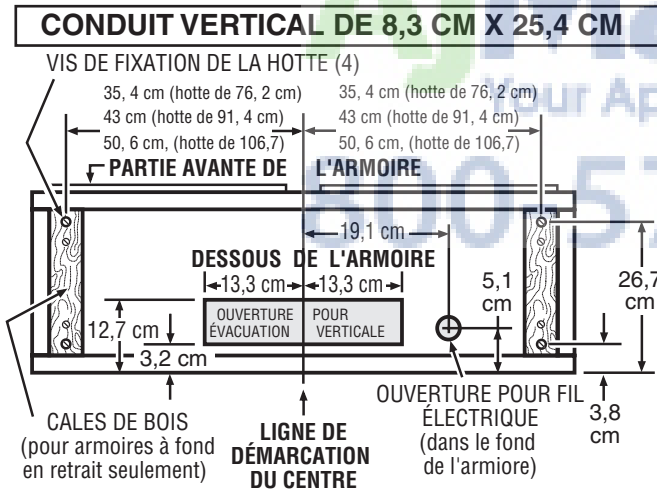 CONDUIT VERTICAL DE 8,3 CM X 25,4 CM
VIS DE FIXATION DE LA HOTTE (4)
35, 4 cm (hotte de 76, 2 cm)
43 cm (hotte de 91, 4 cm)
50, 6 cm, (hotte de 106,7)
35, 4 cm (hotte de 76, 2 cm)
43 cm (hotte de 91, 4 cm)
50, 6 cm, (hotte de 106,7)
PARTIE AVANTE DE L'ARMOIRE
19,1 cm
DESSOUS DE L'ARMOIRE
13,3 cm
13,3 cm
5,1
cm
26,7
cm
OUVERTURE POUR
ÉVACUATION VERTICALE
12,7 cm
3,2 cm
CALES DE BOIS
(pour armoires à fond
en retrait seulement)
LIGNE DE
DÉMARCATION
DU CENTRE
OUVERTURE POUR FIL
ÉLECTRIQUE
(dans le fond
de l'armiore)
3,8
cm
Your Ap
800-57